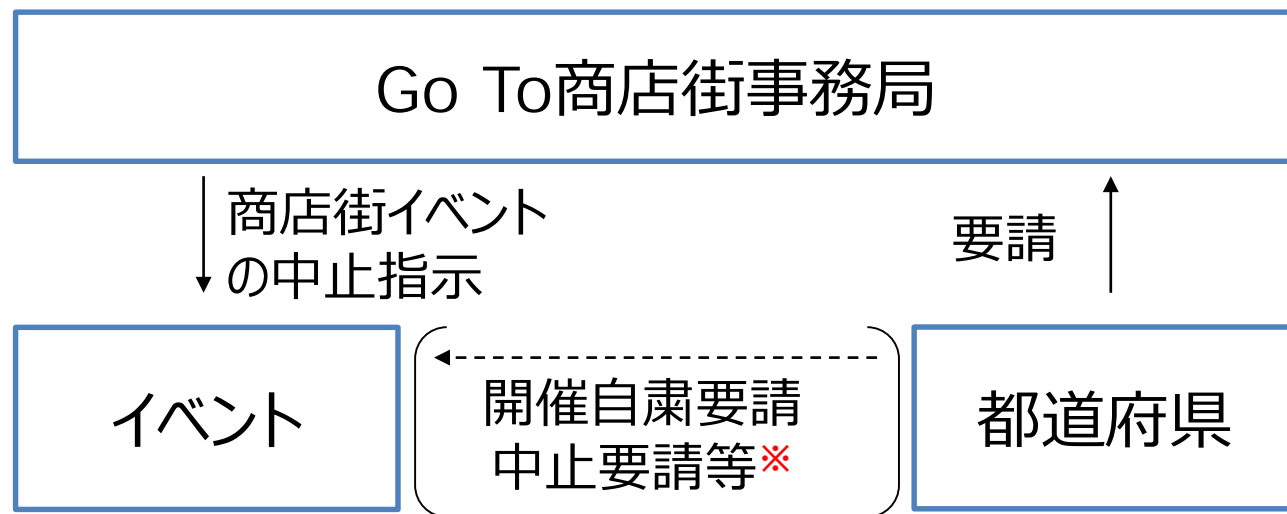 Go To商店街事務局
商店街イベント
の中止指示
要請
イベント
開催自粛要請
中止要請等※
都道府県